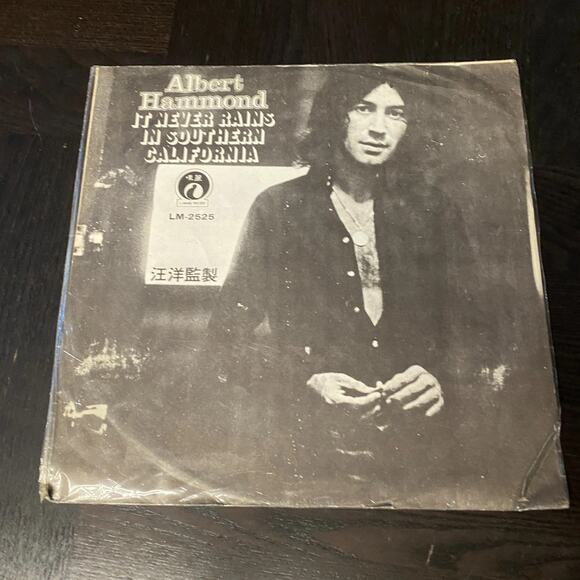 Albert
Hammond
IT NEVER RAINS
IN SOUTHERN
CALIFORNIA
LM-2525
汪洋監製